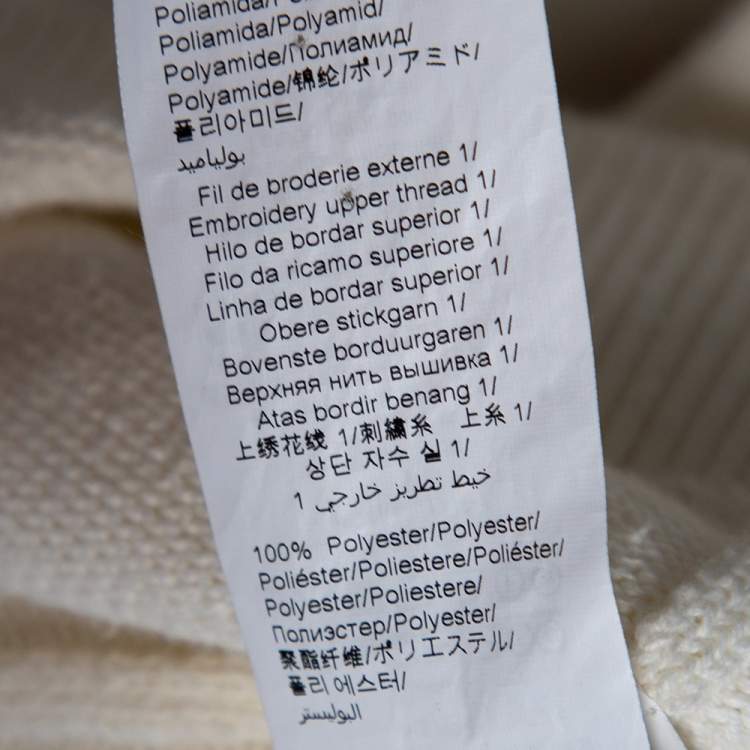 Poliamida/
Poliamida/Polyamid/
Polyamide/Полиамид/
Polyamide/锦纶/ポリアミド/
폴리아미드/
بولياميد
Fil de broderie externe 1/
Embroidery upper thread 1/
Hilo de bordar superior 1/
Filo da ricamo superiore 1/
Linha de bordar superior 1/
Obere stickgarn 1/
Bovenste borduurgaren 1/
Верхняя нить вышивка 1/
Atas bordir benang 1/
上绣花线 1/刺繍糸 上糸 1/
상단 자수 실 1/
خيط تطريز خارجي 1
100% Polyester/Polyester/
Poliéster/Poliestere/Poliéster/
Polyester/Poliestere/
Полиэстер/Polyester/
聚酯纤维/ポリエステル/
폴리에스터/
البوليستر